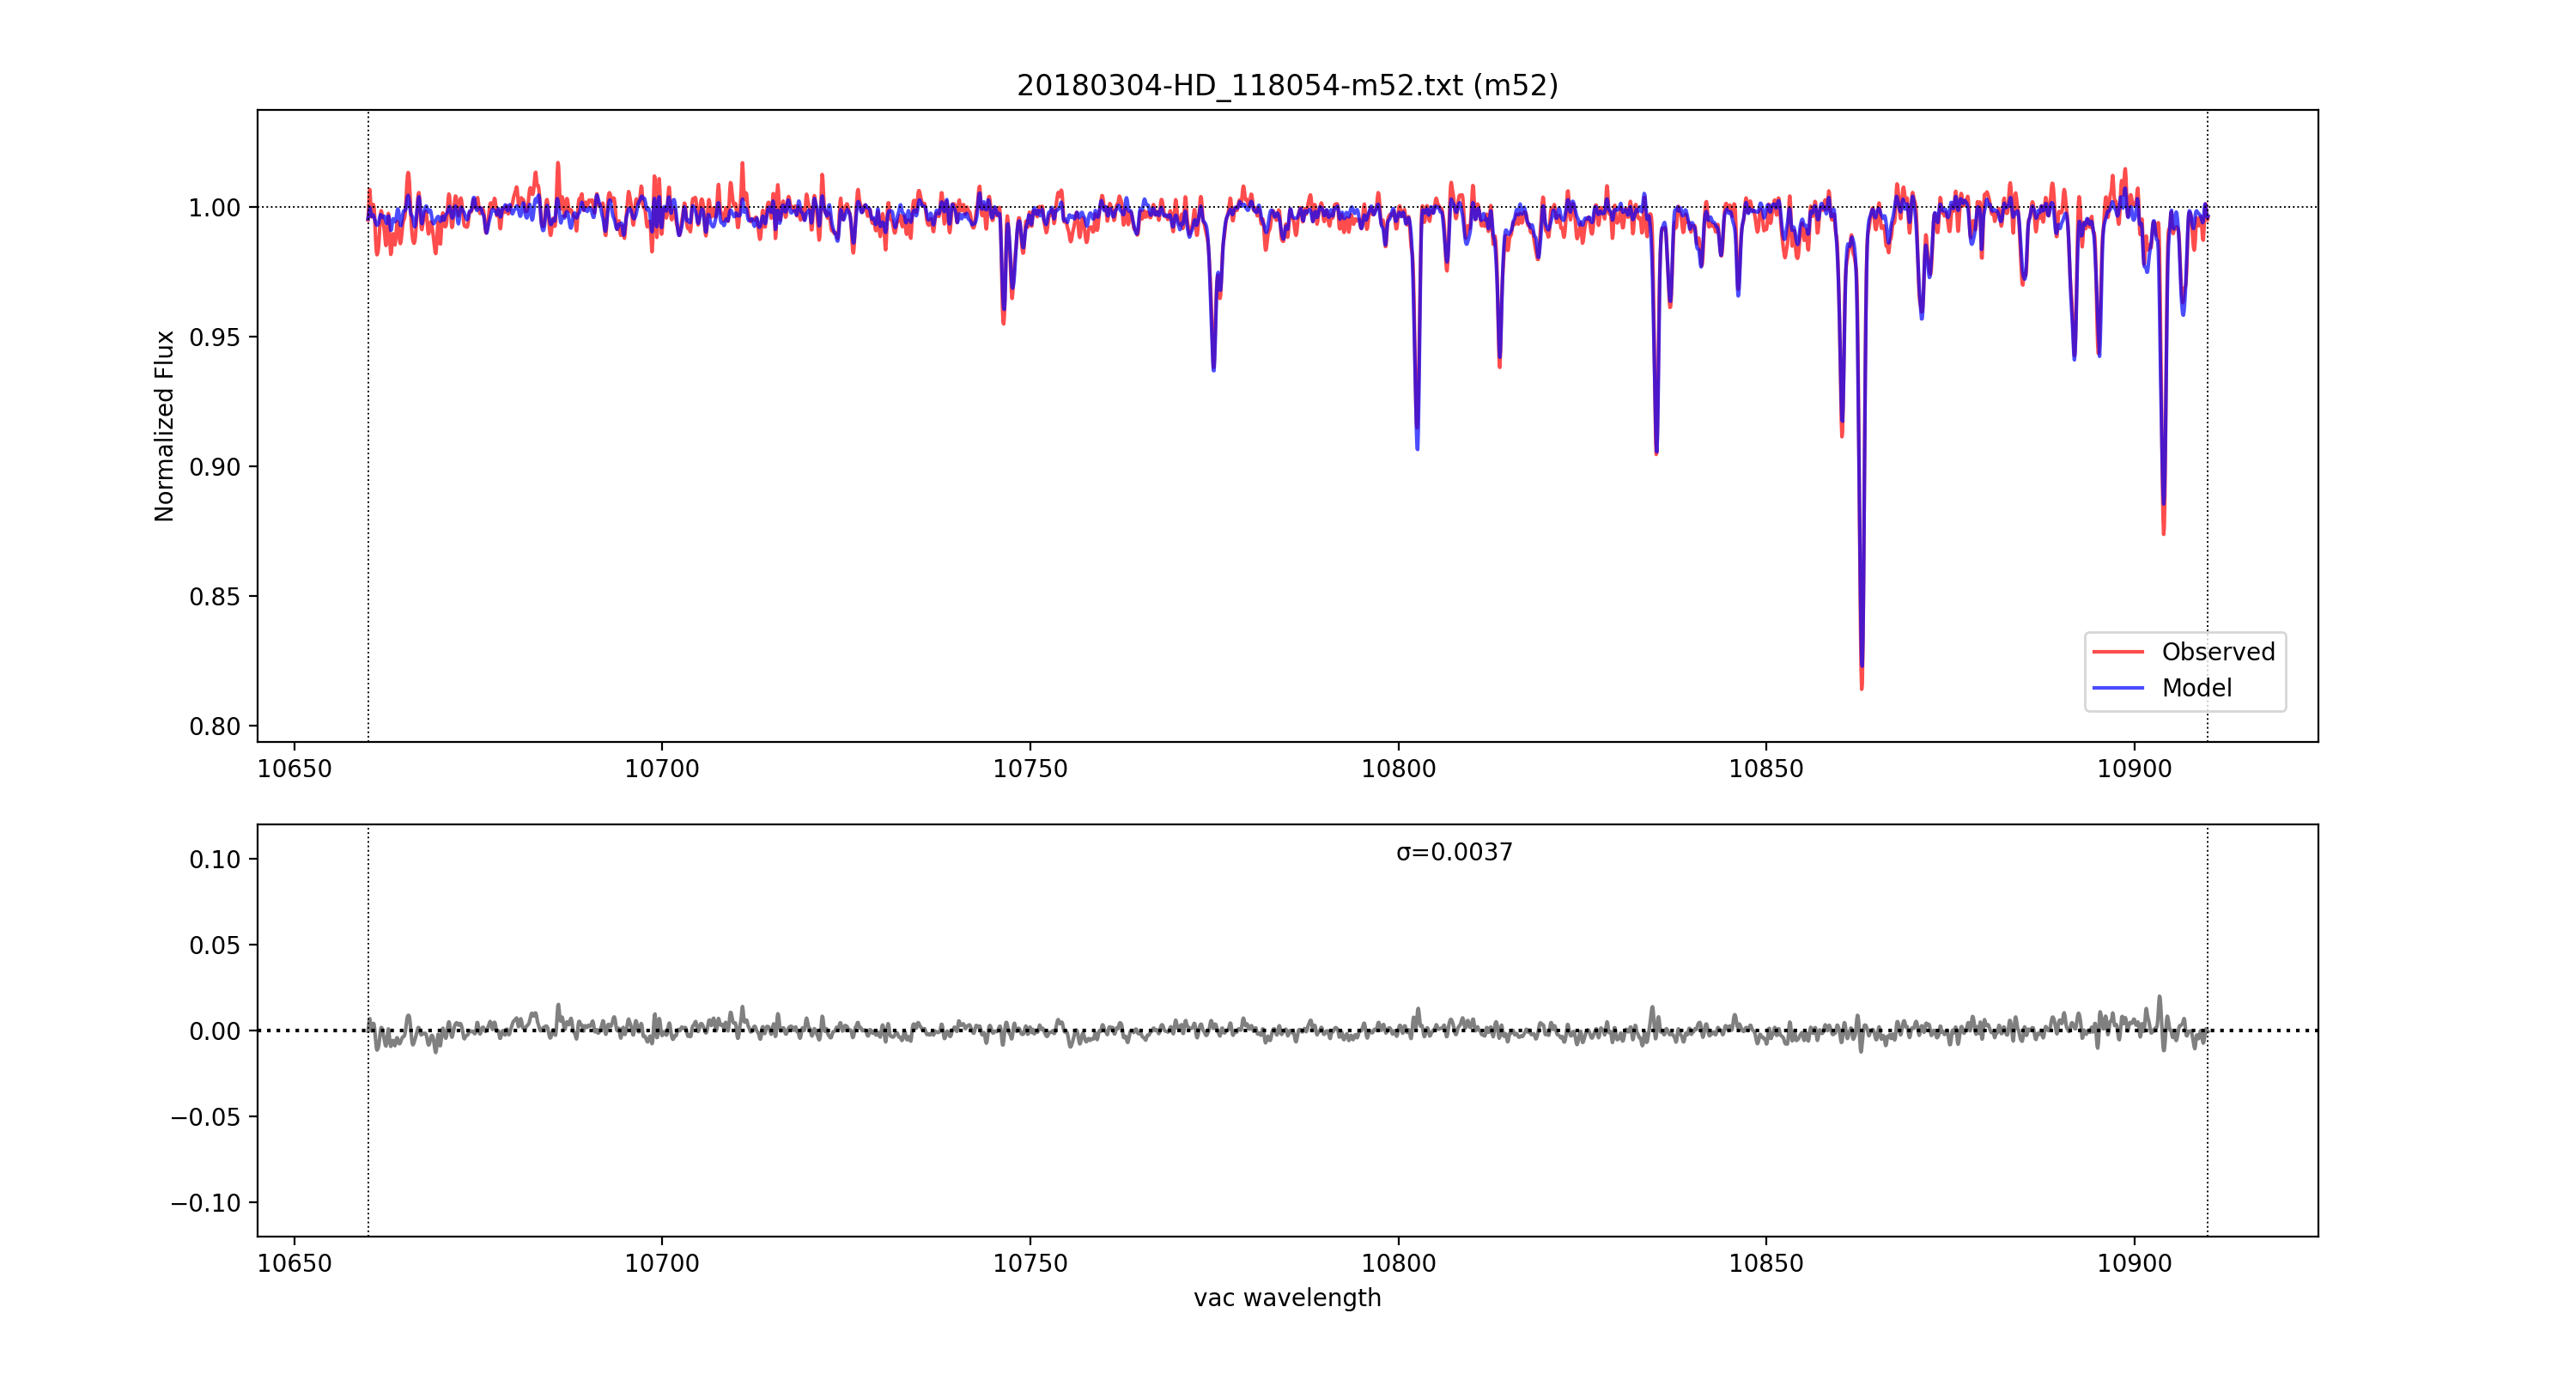 20180304-HD_118054-m52.txt (m52)
Normalized Flux
1.00
0.95
0.90
0.85
0.80
Observed
Model
10650 10700 10750 10800 10850 10900
σ=0.0037
0.10
0.05
0.00
−0.05
−0.10
10650 10700 10750 10800 10850 10900
vac wavelength